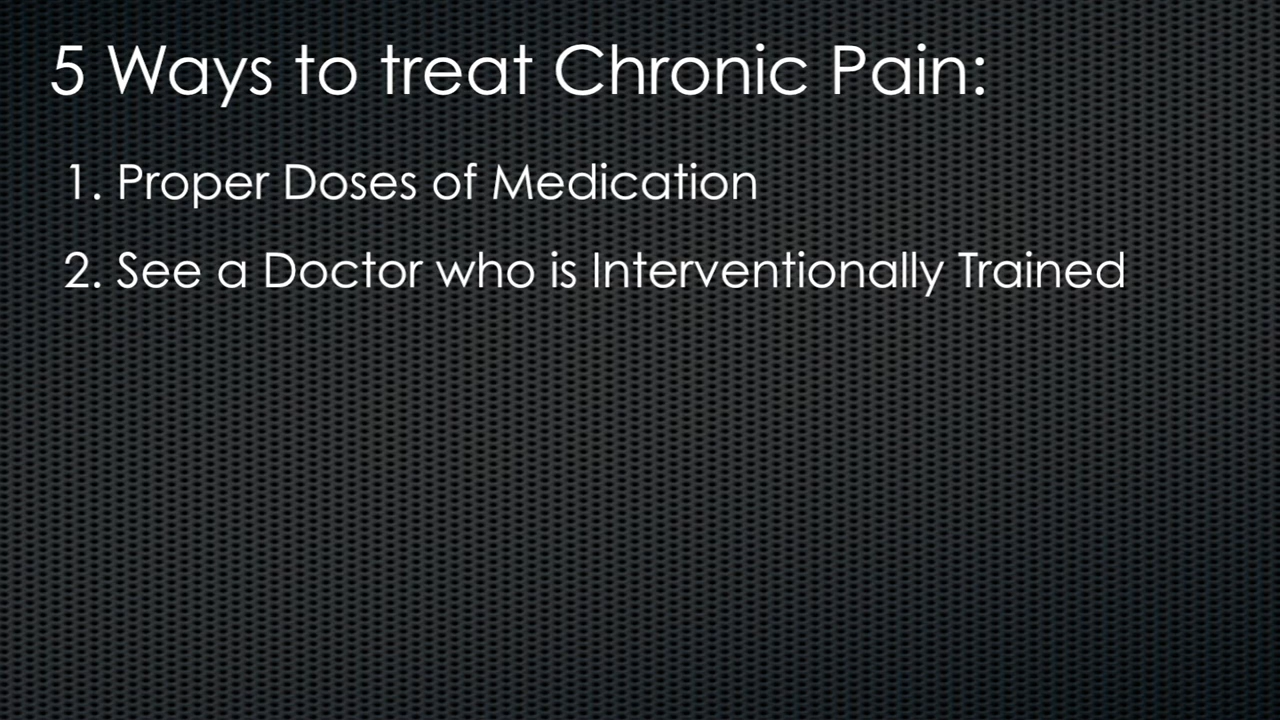 5 Ways to treat Chronic Pain:
1. Proper Doses of Medication
2. See a Doctor who is Interventionally Trained